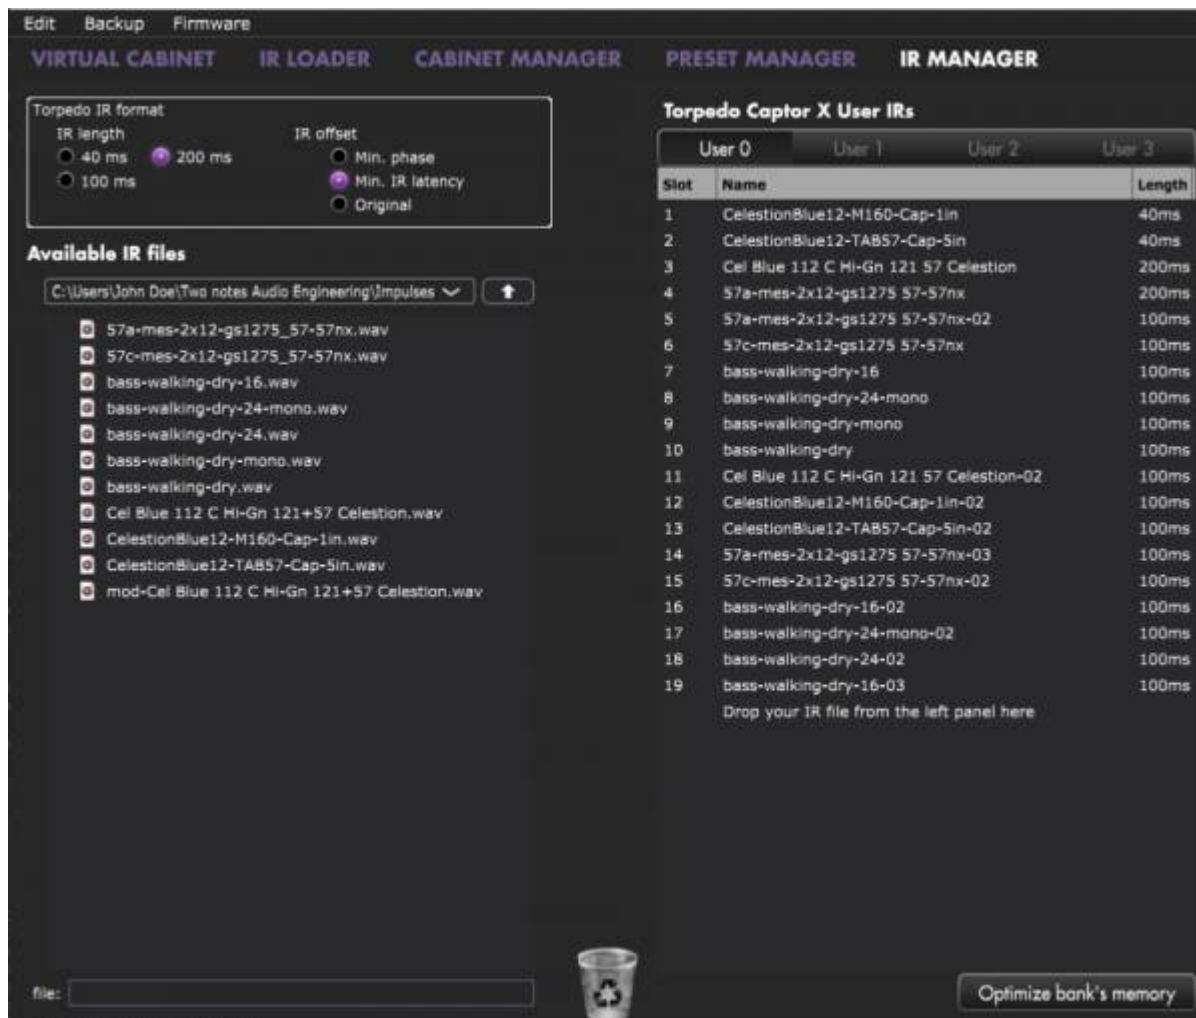 Edit Backup Firmware
VIRTUAL CABINET IR LOADER CABINET MANAGER PRESET MANAGER IR MANAGER
Torpedo IR format
IR length IR offset
40 ms 200 ms Min. phase
100 ms Min. IR latency
Original
Available IR files
C:\Users\John Doe\Two notes Audio Engineering\Impulses
57a-mes-2x12-gs1275_57-57nx.wav
57c-mes-2x12-gs1275_57-57nx.wav
bass-walking-dry-16.wav
bass-walking-dry-24-mono.wav
bass-walking-dry-24.wav
bass-walking-dry-mono.wav
bass-walking-dry.wav
Cel Blue 112 C Hi-Gn 121+57 Celestion.wav
CelestionBlue12-M160-Cap-1in.wav
CelestionBlue12-TAB57-Cap-5in.wav
mod-Cel Blue 112 C Hi-Gn 121+57 Celestion.wav
file:
Torpedo Captor X User IRs
User 0 User 1 User 2 User 3
Slot Name Length
1 CelestionBlue12-M160-Cap-1in 40ms
2 CelestionBlue12-TAB57-Cap-5in 40ms
3 Cel Blue 112 C Hi-Gn 121 57 Celestion 200ms
4 57a-mes-2x12-gs1275 57-57nx 200ms
5 57a-mes-2x12-gs1275 57-57nx-02 100ms
6 57c-mes-2x12-gs1275 57-57nx 100ms
7 bass-walking-dry-16 100ms
8 bass-walking-dry-24-mono 100ms
9 bass-walking-dry-mono 100ms
10 bass-walking-dry 100ms
11 Cel Blue 112 C Hi-Gn 121 57 Celestion-02 100ms
12 CelestionBlue12-M160-Cap-1in-02 100ms
13 CelestionBlue12-TAB57-Cap-5in-02 100ms
14 57a-mes-2x12-gs1275 57-57nx-03 100ms
15 57c-mes-2x12-gs1275 57-57nx-02 100ms
16 bass-walking-dry-16-02 100ms
17 bass-walking-dry-24-mono-02 100ms
18 bass-walking-dry-24-02 100ms
19 bass-walking-dry-16-03 100ms
Drop your IR file from the left panel here
Optimize bank's memory